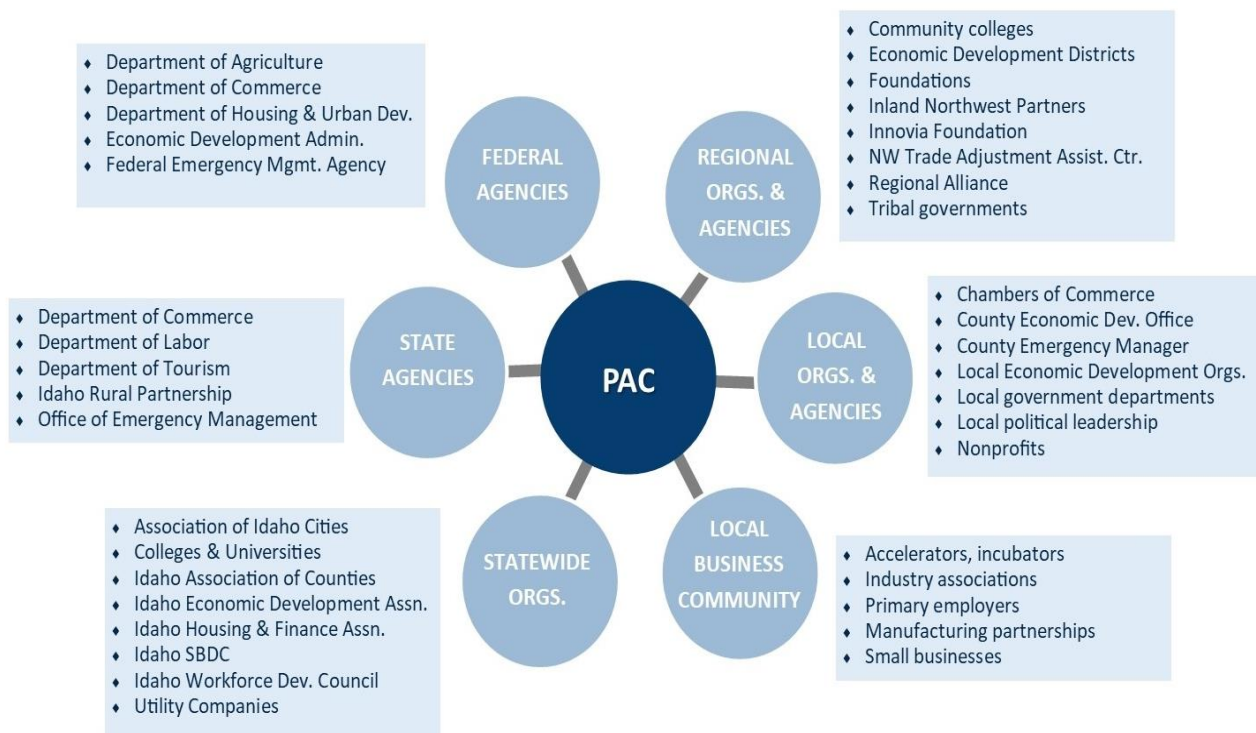 ♦ Department of Agriculture
♦ Department of Commerce
♦ Department of Housing & Urban Dev.
♦ Economic Development Admin.
♦ Federal Emergency Mgmt. Agency
FEDERAL
AGENCIES
REGIONAL
ORGS. &
AGENCIES
♦ Community colleges
♦ Economic Development Districts
♦ Foundations
♦ Inland Northwest Partners
♦ Innovia Foundation
♦ NW Trade Adjustment Assist. Ctr.
♦ Regional Alliance
♦ Tribal governments
♦ Department of Commerce
♦ Department of Labor
♦ Department of Tourism
♦ Idaho Rural Partnership
♦ Office of Emergency Management
STATE
AGENCIES
PAC
LOCAL
ORGS. &
AGENCIES
♦ Chambers of Commerce
♦ County Economic Dev. Office
♦ County Emergency Manager
♦ Local Economic Development Orgs.
♦ Local government departments
♦ Local political leadership
♦ Nonprofits
♦ Association of Idaho Cities
♦ Colleges & Universities
♦ Idaho Association of Counties
♦ Idaho Economic Development Assn.
♦ Idaho Housing & Finance Assn.
♦ Idaho SBDC
♦ Idaho Workforce Dev. Council
♦ Utility Companies
STATEWIDE
ORGS.
LOCAL
BUSINESS
COMMUNITY
♦ Accelerators, incubators
♦ Industry associations
♦ Primary employers
♦ Manufacturing partnerships
♦ Small businesses